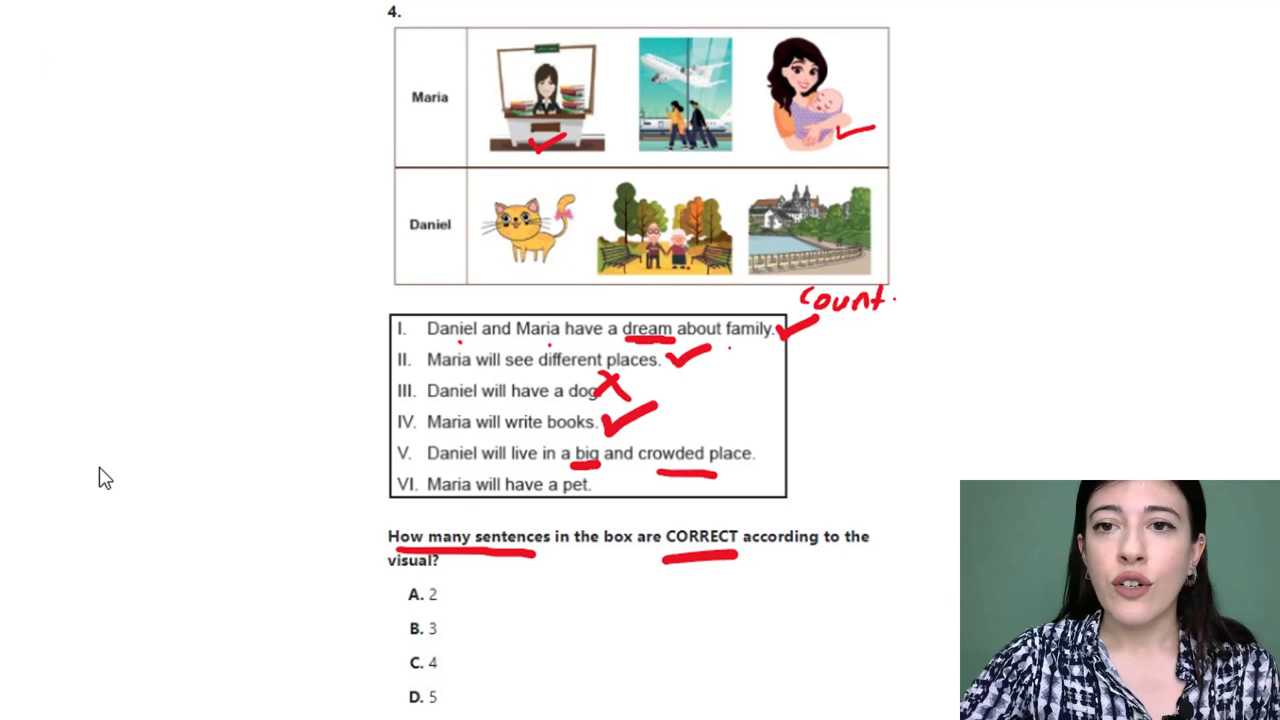 4.
Maria
Daniel
count.
I. Daniel and Maria have a dream about family.
II. Maria will see different places.
III. Daniel will have a dog
IV. Maria will write books.
V. Daniel will live in a big and crowded place.
VI. Maria will have a pet.
How many sentences in the box are CORRECT according to the
visual?
A. 2
B. 3
C. 4
D. 5